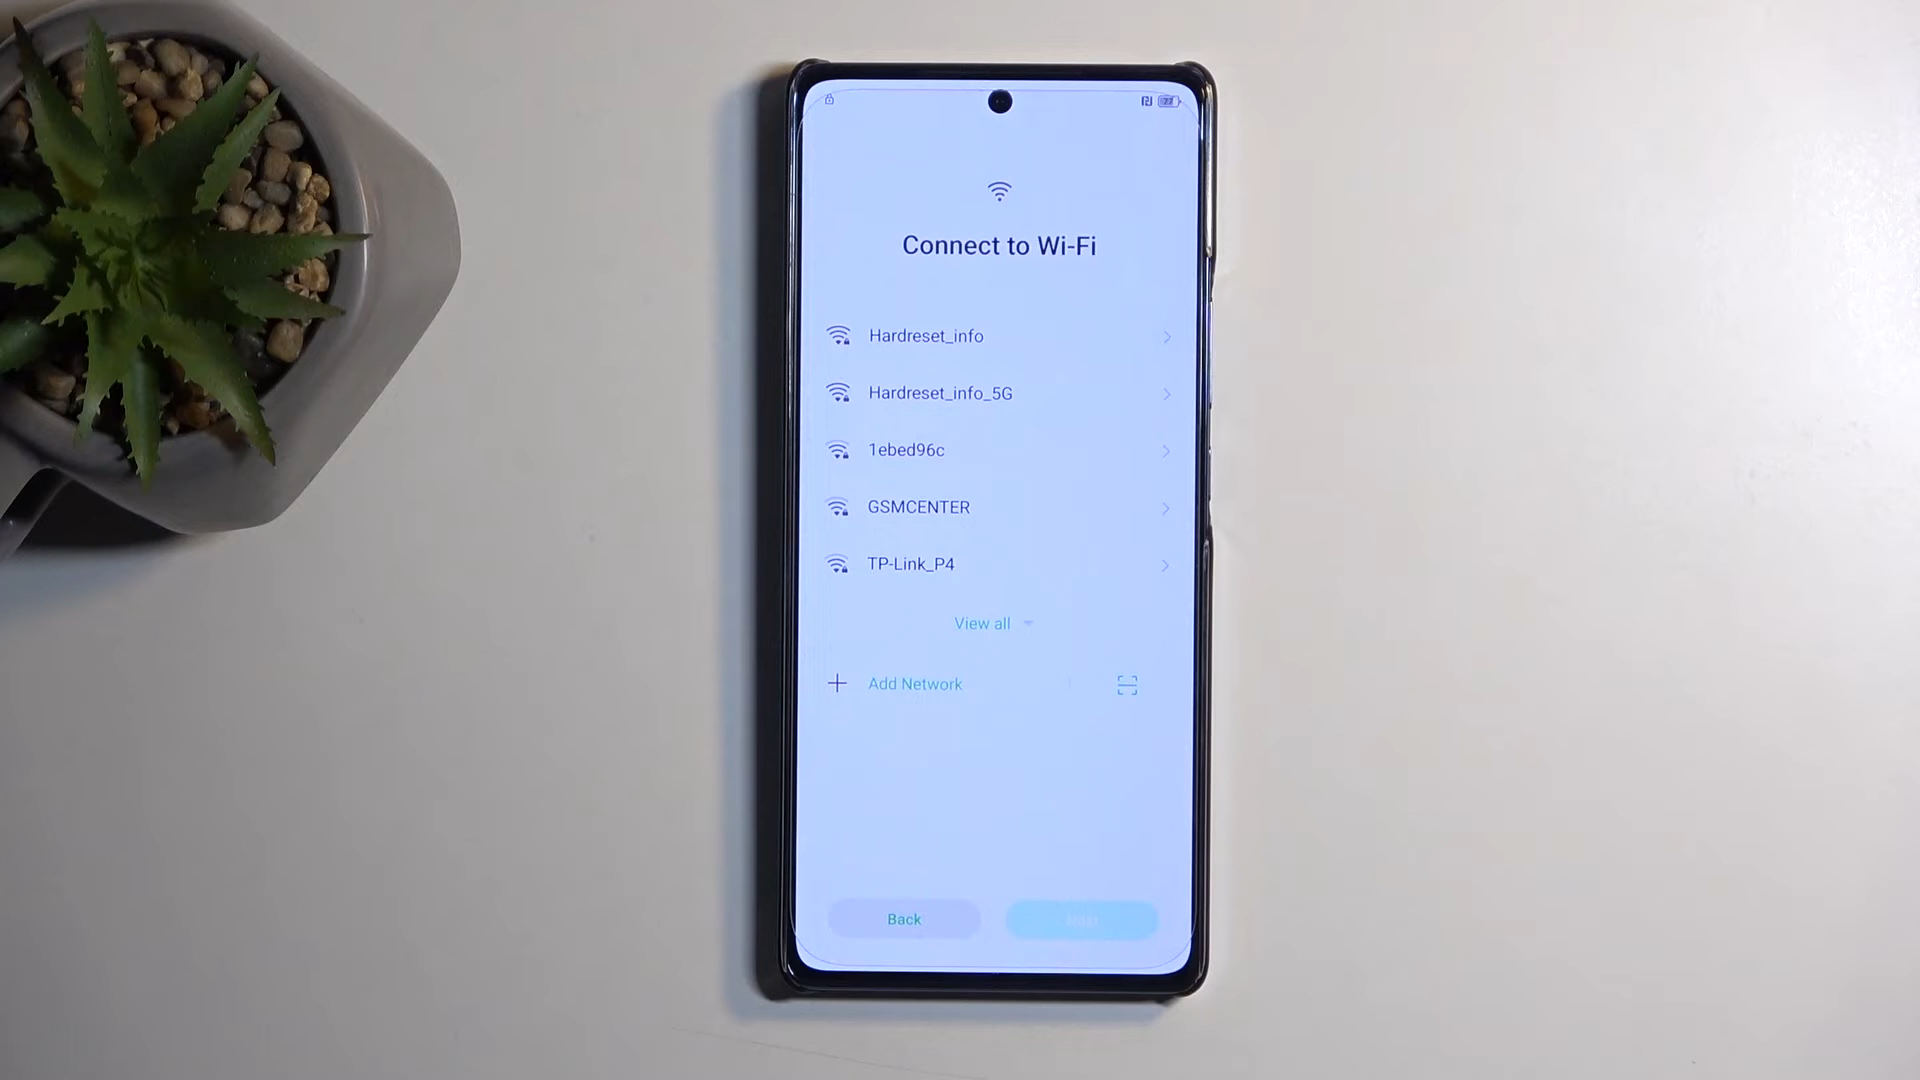 Connect to Wi-Fi
Hardreset_info
Hardreset_info_5G
1ebed96c
GSMCENTER
TP-Link_P4
View all
Add Network
Back